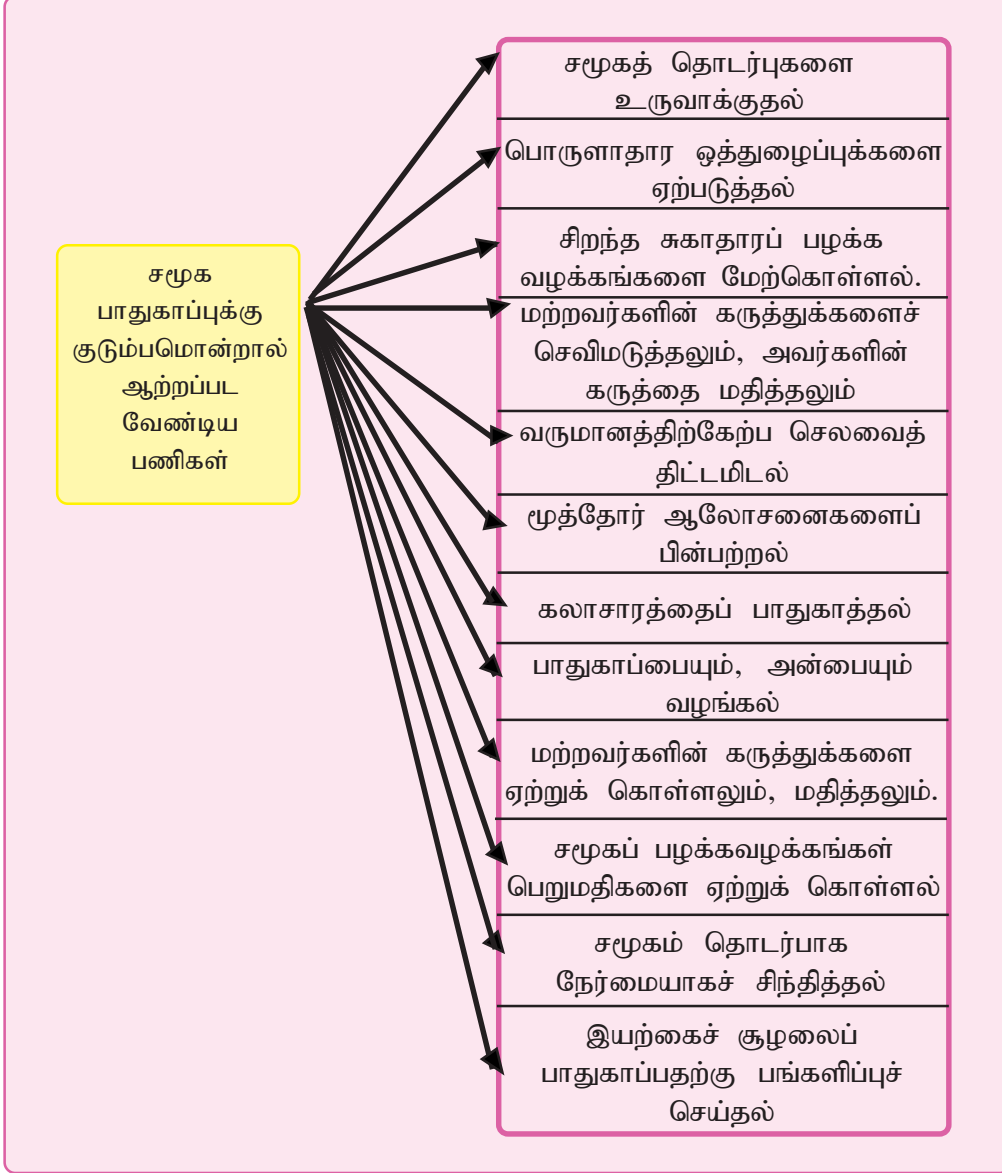 சமூக
பாதுகாப்புக்கு
குடும்பமொன்றால்
ஆற்றப்பட
வேண்டிய
பணிகள்
சமூகத் தொடர்புகளை
உருவாக்குதல்
பொருளாதார ஒத்துழைப்புக்களை
ஏற்படுத்தல்
சிறந்த சுகாதாரப் பழக்க
வழக்கங்களை மேற்கொள்ளல்.
மற்றவர்களின் கருத்துக்களைச்
செவிமடுத்தலும், அவர்களின்
கருத்தை மதித்தலும்
வருமானத்திற்கேற்ப செலவைத்
திட்டமிடல்
மூத்தோர் ஆலோசனைகளைப்
பின்பற்றல்
கலாசாரத்தைப் பாதுகாத்தல்
பாதுகாப்பையும், அன்பையும்
வழங்கல்
மற்றவர்களின் கருத்துக்களை
ஏற்றுக் கொள்ளலும், மதித்தலும்.
சமூகப் பழக்கவழக்கங்கள்
பெறுமதிகளை ஏற்றுக் கொள்ளல்
சமூகம் தொடர்பாக
நேர்மையாகச் சிந்தித்தல்
இயற்கைச் சூழலைப்
பாதுகாப்பதற்கு பங்களிப்புச்
செய்தல்